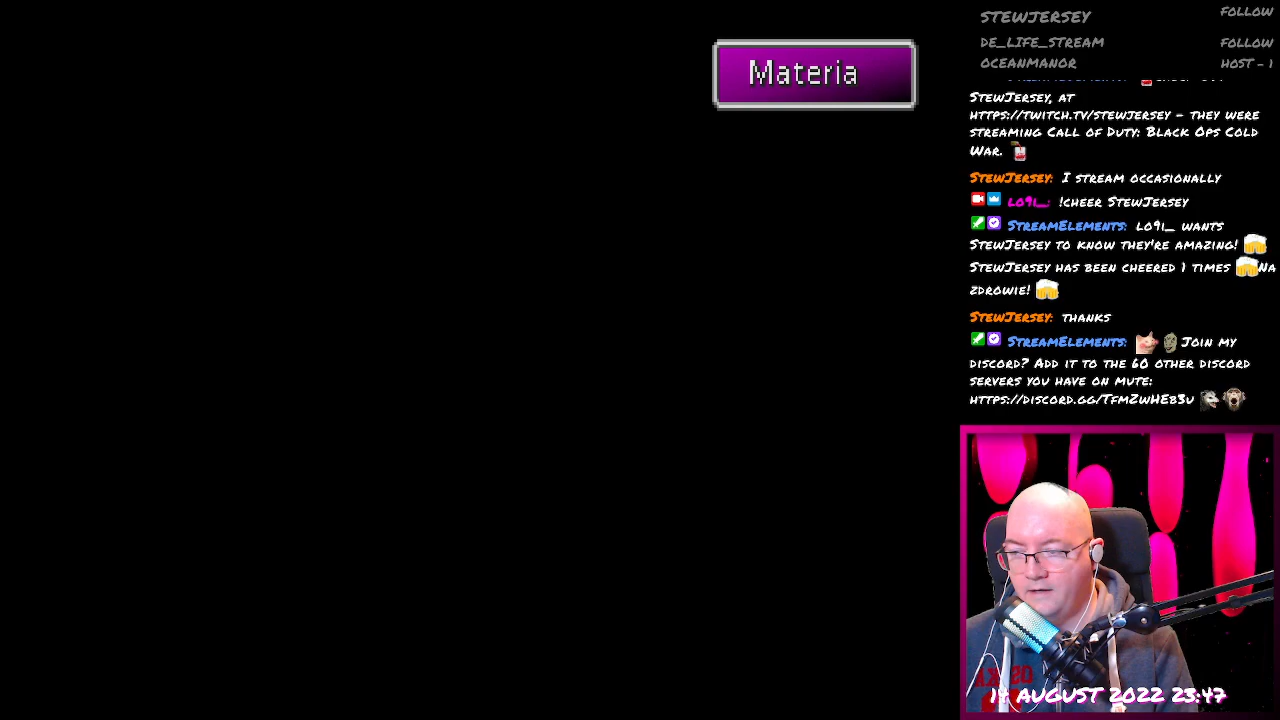 Materia
STEWJERSEY FOLLOW
DE_LIFE_STREAM FOLLOW
OCEANMANOR HOST - 1
StewJersey, at
https://twitch.tv/stewjersey - they were
streaming Call of Duty: Black Ops Cold
War.
StewJersey: I stream occasionally
lo9i_: !cheer StewJersey
StreamElements: lo9i_ wants
StewJersey to know they're amazing!
StewJersey has been cheered 1 times Na
zdrowie!
StewJersey: thanks
StreamElements: Join my
discord? Add it to the 60 other discord
servers you have on mute:
https://discord.gg/TfmZwHEb3u
14 AUGUST 2022 23:47